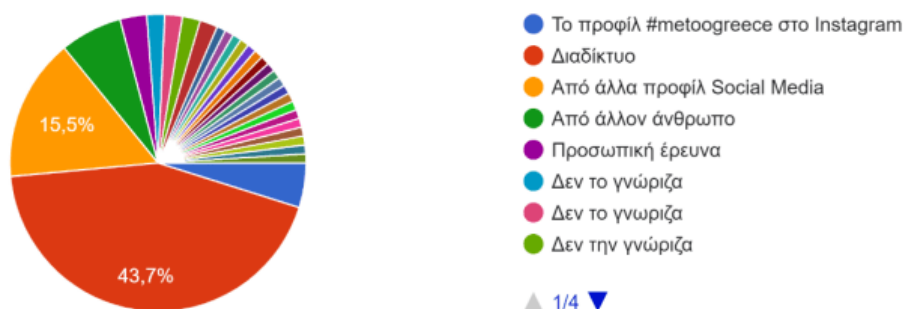 15,5%
43,7%
Το προφίλ #metoogreece στο Instagram
Διαδίκτυο
Από άλλα προφίλ Social Media
Από άλλον άνθρωπο
Προσωπική έρευνα
Δεν το γνώριζα
Δεν το γνωριζα
Δεν την γνώριζα
1/4